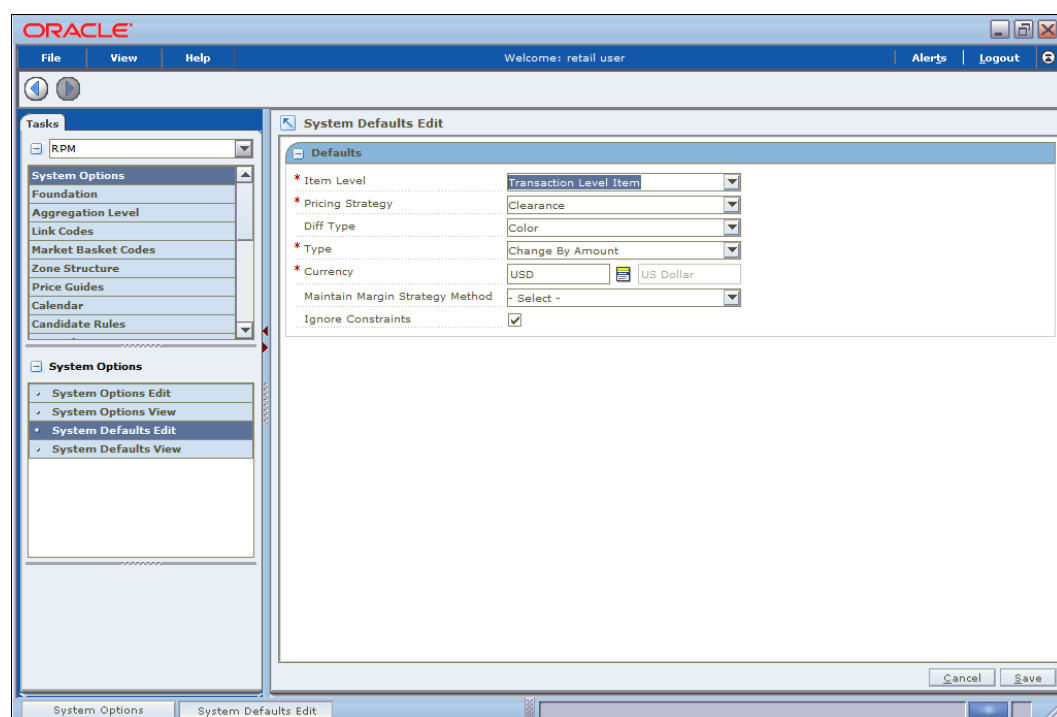 ORACLE
File View Help Welcome: retail user Alerts Logout
Tasks
RPM
System Options
Foundation
Aggregation Level
Link Codes
Market Basket Codes
Zone Structure
Price Guides
Calendar
Candidate Rules
System Options
System Options Edit
System Options View
System Defaults Edit
System Defaults View
System Defaults Edit
Defaults
* Item Level Transaction Level Item
* Pricing Strategy Clearance
Diff Type Color
* Type Change By Amount
* Currency USD US Dollar
Maintain Margin Strategy Method - Select -
Ignore Constraints
Cancel Save
System Options System Defaults Edit